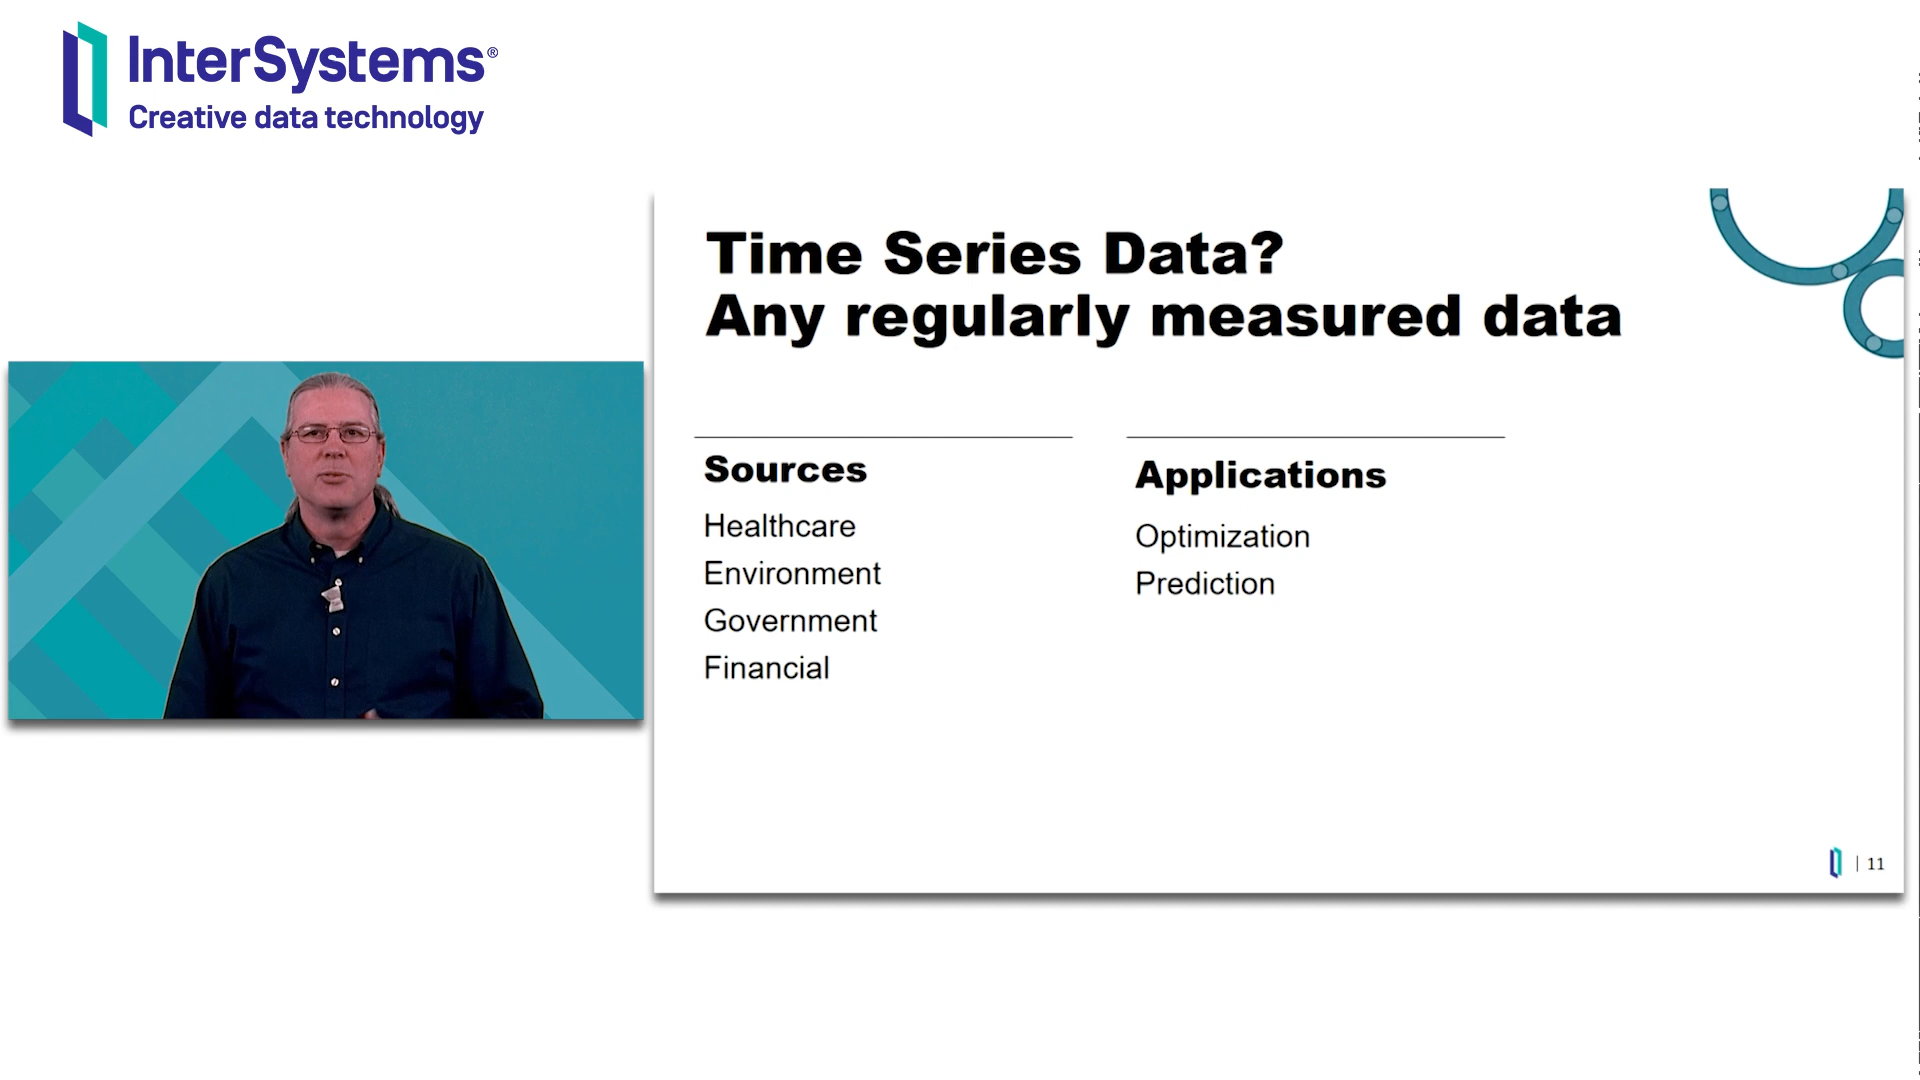 InterSystems®
Creative data technology
Time Series Data?
Any regularly measured data
Sources
Healthcare
Environment
Government
Financial
Applications
Optimization
Prediction
| 11